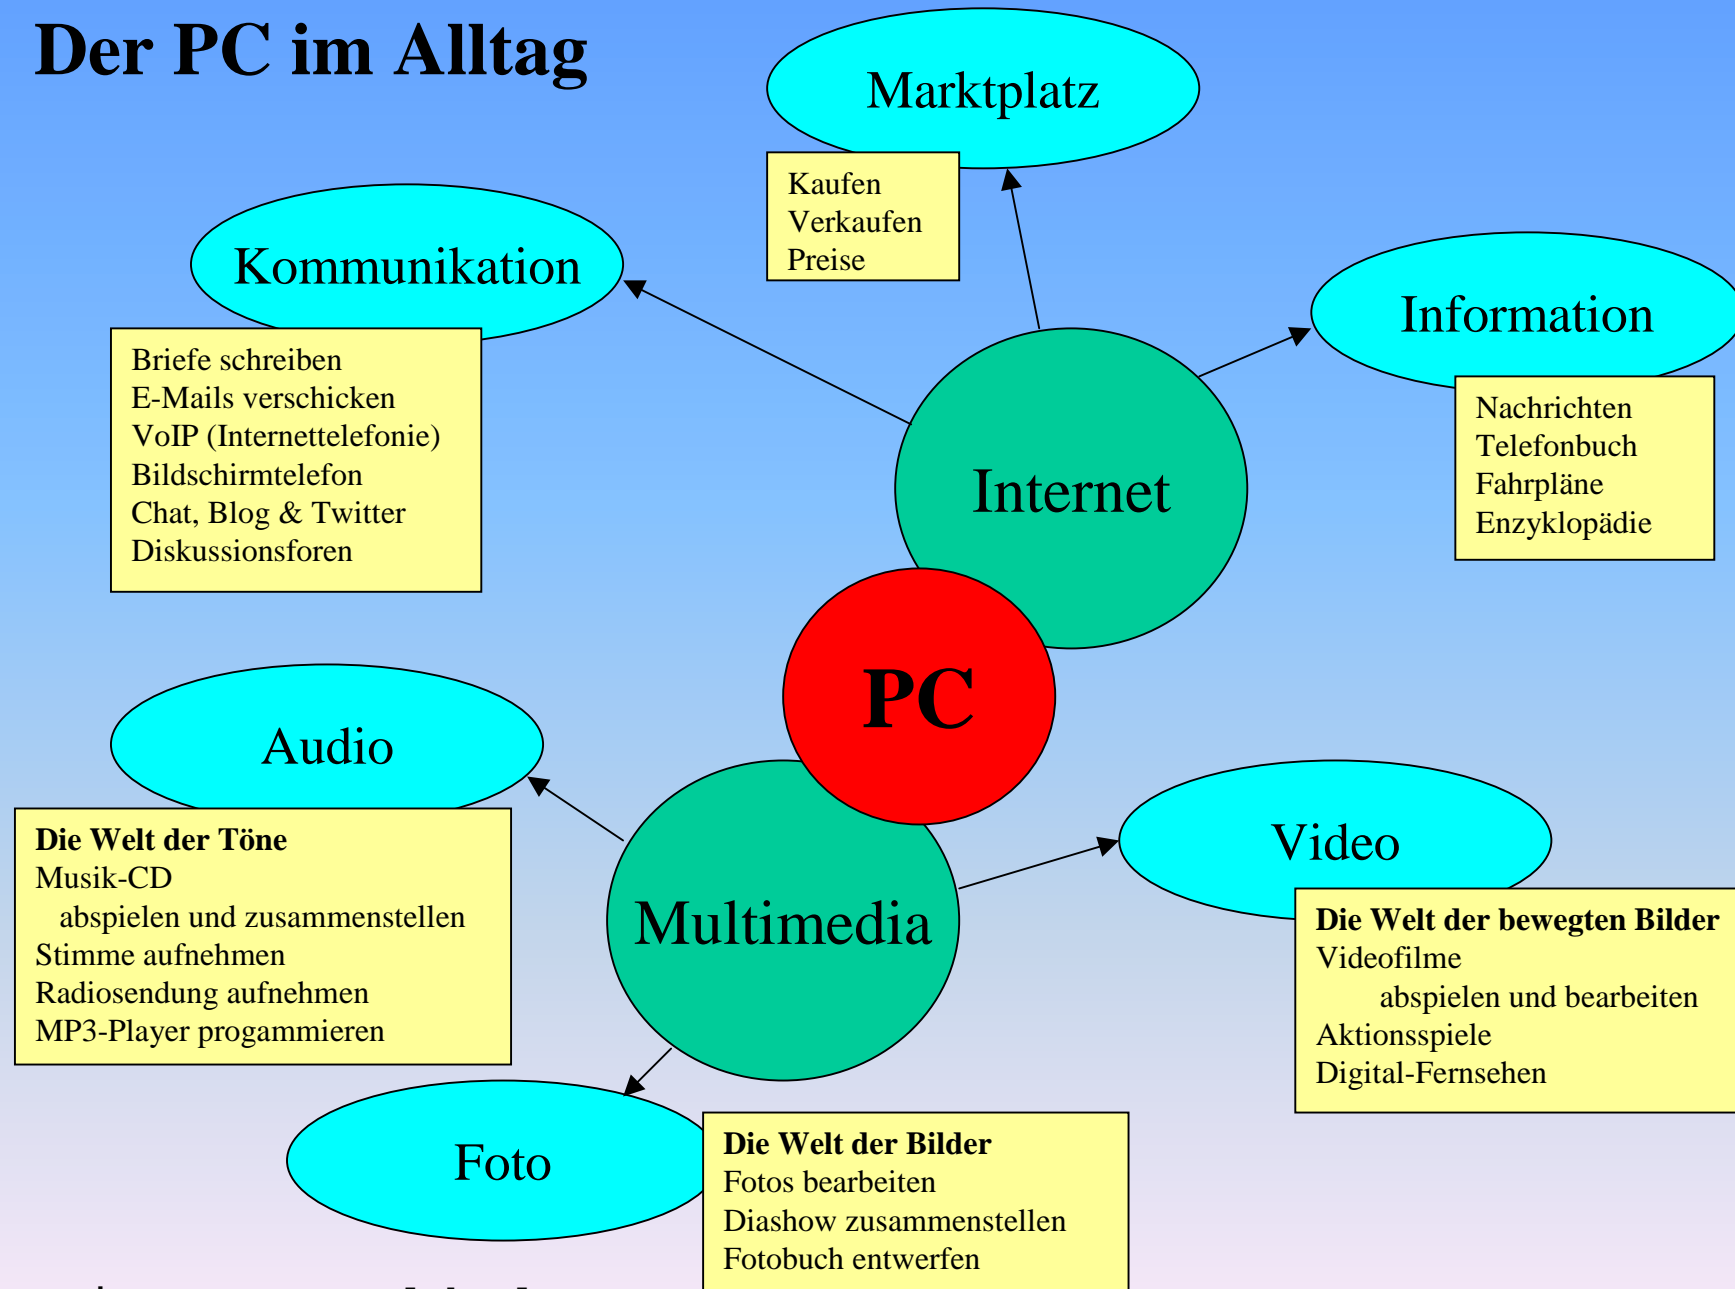 Der PC im Alltag
Marktplatz
Kaufen
Verkaufen
Preise
Kommunikation
Briefe schreiben
E-Mails verschicken
VoIP (Internettelefonie)
Bildschirmtelefon
Chat, Blog & Twitter
Diskussionsforen
Information
Nachrichten
Telefonbuch
Fahrpläne
Enzyklopädie
Internet
PC
Audio
Die Welt der Töne
Musik-CD
abspielen und zusammenstellen
Stimme aufnehmen
Radiosendung aufnehmen
MP3-Player progammieren
Multimedia
Video
Die Welt der bewegten Bilder
Videofilme
abspielen und bearbeiten
Aktionsspiele
Digital-Fernsehen
Foto
Die Welt der Bilder
Fotos bearbeiten
Diashow zusammenstellen
Fotobuch entwerfen